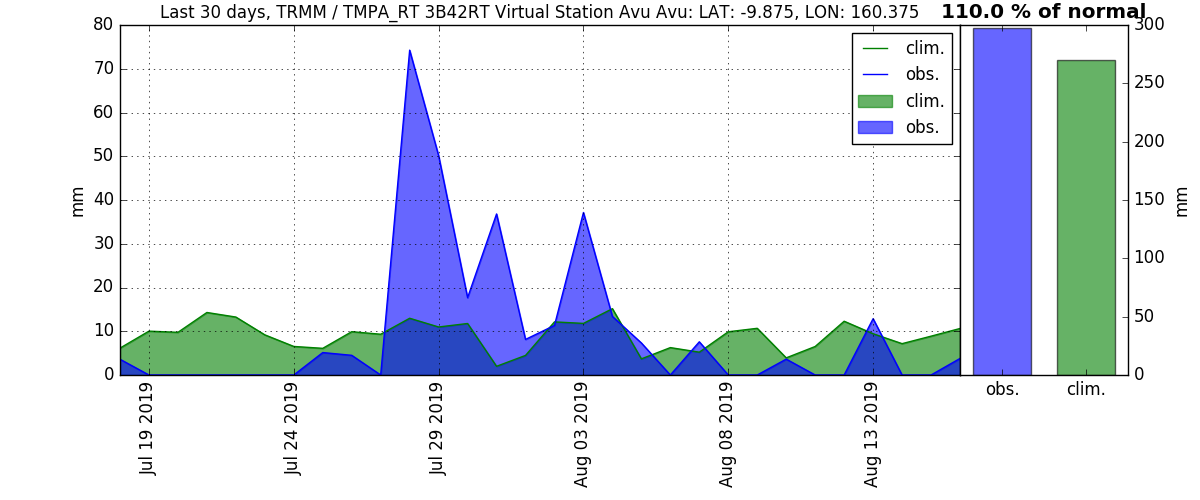 Last 30 days, TRMM / TMPA_RT 3B42RT Virtual Station Avu Avu: LAT: -9.875, LON: 160.375
110.0 % of normal
80
70
60
50
40
30
20
10
0
mm
clim.
obs.
clim.
obs.
Jul 19 2019
Jul 24 2019
Jul 29 2019
Aug 03 2019
Aug 08 2019
Aug 13 2019
300
250
200
150
100
50
0
mm
obs.
clim.